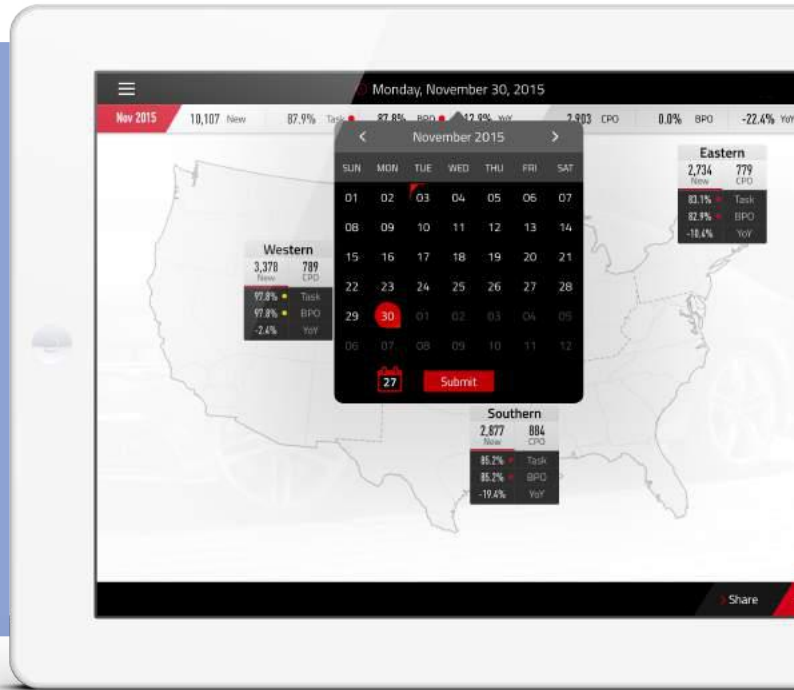 Monday, November 30, 2015
Nov 2015 10,107 New 87.9% Task 87.8% BPO -12.9% YoY 2,903 CPO 0.0% BPO -22.4% YoY
November 2015
SUN MON TUE WED THU FRI SAT
01 02 03 04 05 06 07
08 09 10 11 12 13 14
15 16 17 18 19 20 21
22 23 24 25 26 27 28
29 30 01 02 03 04 05
06 07 08 09 10 11 12
27 Submit
Western
3,378 789
New CPO
97.8% Task
97.8% BPO
-2.4% YoY
Eastern
2,734 779
New CPO
83.1% Task
82.9% BPO
-10.4% YoY
Southern
2,877 884
New CPO
85.2% Task
85.2% BPO
-19.4% YoY
Share